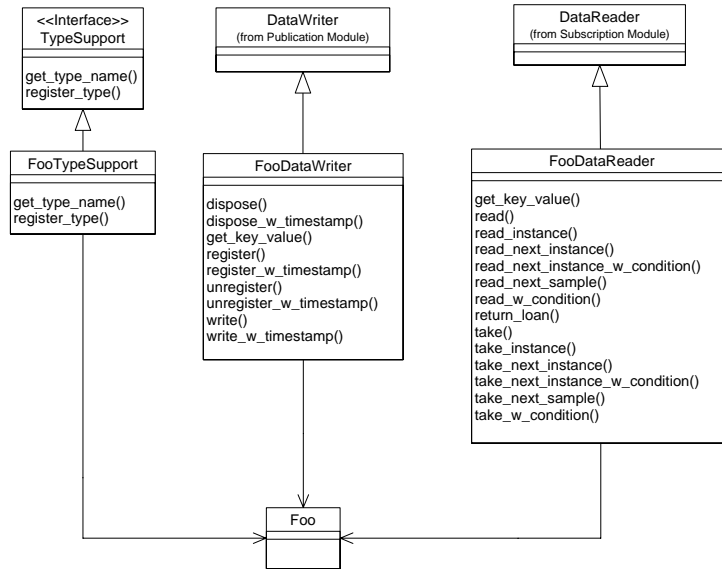 <<Interface>>
TypeSupport
get_type_name()
register_type()
DataWriter
(from Publication Module)
DataReader
(from Subscription Module)
FooTypeSupport
get_type_name()
register_type()
FooDataWriter
dispose()
dispose_w_timestamp()
get_key_value()
register()
register_w_timestamp()
unregister()
unregister_w_timestamp()
write()
write_w_timestamp()
FooDataReader
get_key_value()
read()
read_instance()
read_next_instance()
read_next_instance_w_condition()
read_next_sample()
read_w_condition()
return_loan()
take()
take_instance()
take_next_instance()
take_next_instance_w_condition()
take_next_sample()
take_w_condition()
Foo